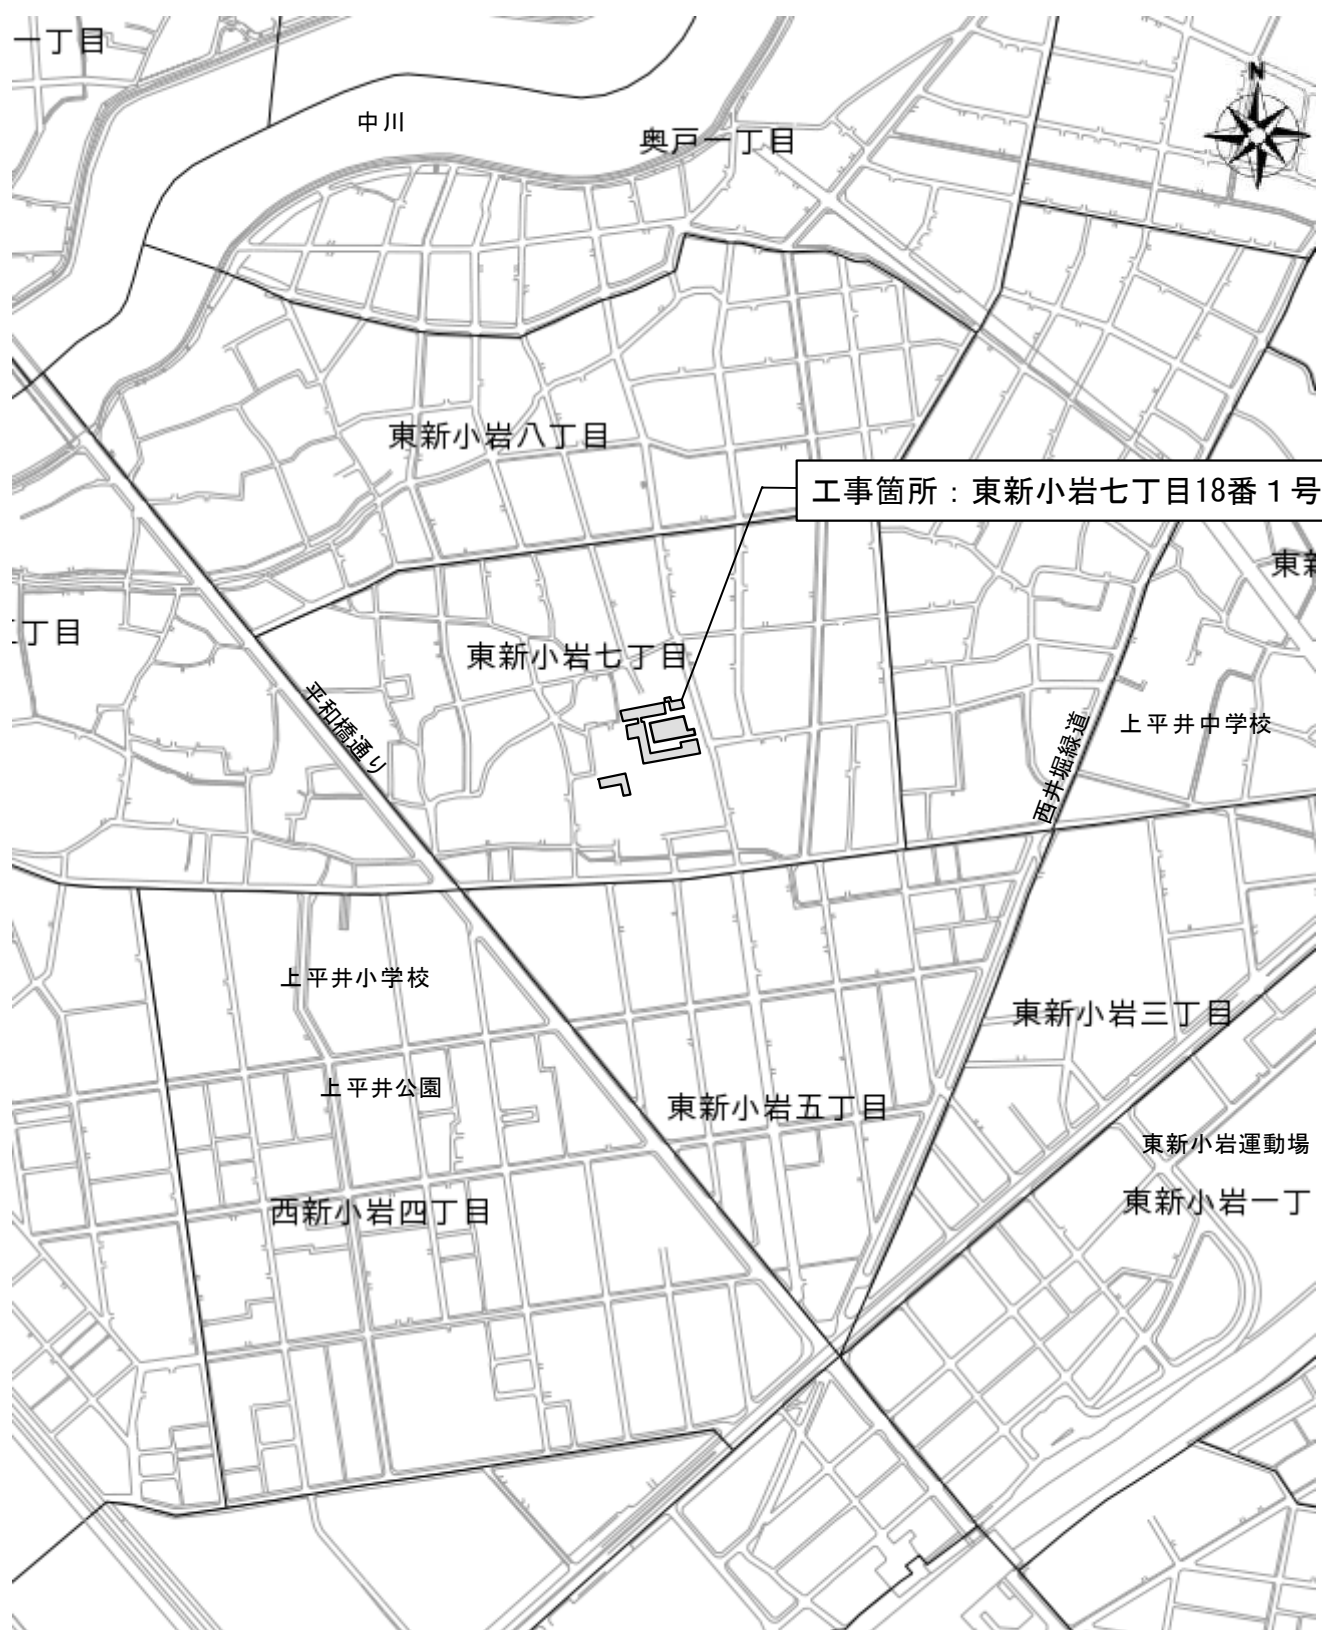 一丁目
N
中川
奥戸一丁目
東新小岩八丁目
工事箇所：東新小岩七丁目18番１号
東新
丁目
東新小岩七丁目
平和橋通り
西井堀緑道
上平井中学校
上平井小学校
東新小岩三丁目
上平井公園
東新小岩五丁目
東新小岩運動場
東新小岩一丁
西新小岩四丁目